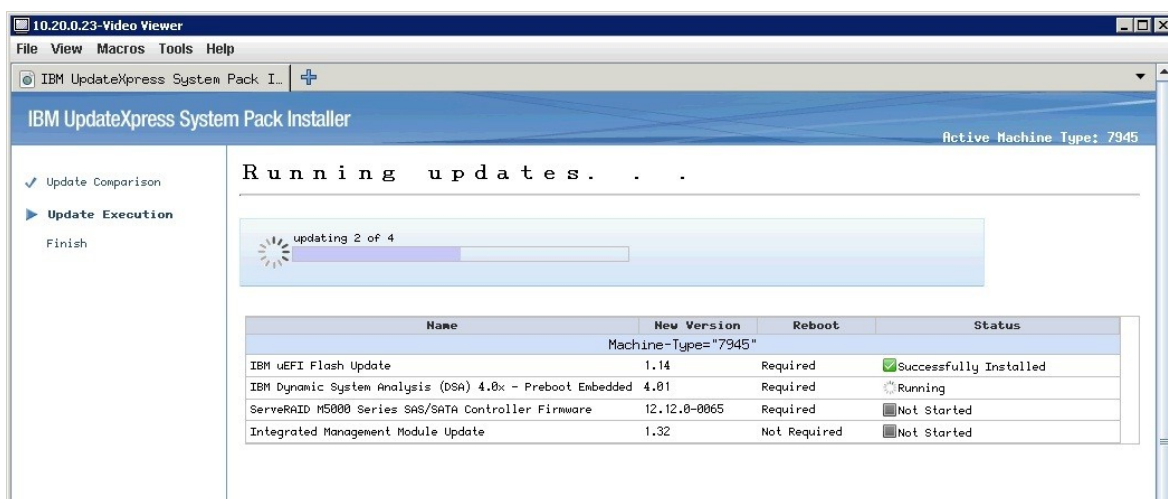 10.20.0.23-Video Viewer
File View Macros Tools Help
IBM UpdateXpress System Pack I…
IBM UpdateXpress System Pack Installer
Active Machine Type: 7945
Update Comparison
Update Execution
Finish
Running updates. . .
updating 2 of 4
Name New Version Reboot Status
Machine-Type="7945"
IBM uEFI Flash Update 1.14 Required Successfully Installed
IBM Dynamic System Analysis (DSA) 4.0x - Preboot Embedded 4.01 Required Running
ServeRAID M5000 Series SAS/SATA Controller Firmware 12.12.0-0065 Required Not Started
Integrated Management Module Update 1.32 Not Required Not Started